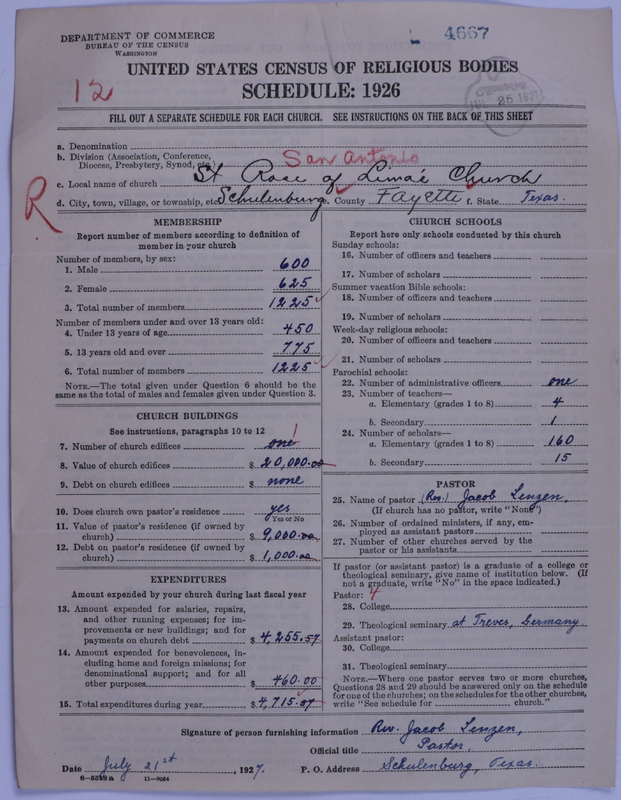 DEPARTMENT OF COMMERCE
BUREAU OF THE CENSUS
WASHINGTON
4667
12
UNITED STATES CENSUS OF RELIGIOUS BODIES
SCHEDULE: 1926
25
FILL OUT A SEPARATE SCHEDULE FOR EACH CHURCH. SEE INSTRUCTIONS ON THE BACK OF THIS SHEET
a. Denomination
b. Division (Association, Conference, Diocese, Presbytery, Synod, etc.) San Antonio
c. Local name of church St Rose of Lima's Church
R
d. City, town, village, or township, etc. Schulenburg e. County Fayette f. State Texas.
MEMBERSHIP
Report number of members according to definition of
member in your church
Number of members, by sex:
1. Male 600
2. Female 625
3. Total number of members 1225
Number of members under and over 13 years old:
4. Under 13 years of age 450
5. 13 years old and over 775
6. Total number of members 1225
NOTE.—The total given under Question 6 should be
same as the total of males and females given under Question 3.
CHURCH BUILDINGS
See instructions, paragraphs 10 to 12
7. Number of church edifices one 1
8. Value of church edifices $ 20,000.00
9. Debt on church edifices $ none
10. Does church own pastor's residence yes
Yes or No
11. Value of pastor's residence (if owned by
church) $ 9,000.00
12. Debt on pastor's residence (if owned by
church) $ 1,000.00
EXPENDITURES
Amount expended by your church during last fiscal year
13. Amount expended for salaries, repairs,
and other running expenses; for im-
provements or new buildings; and for
payments on church debt $ 4,255.57
14. Amount expended for benevolences, in-
cluding home and foreign missions; for
denominational support; and for all
other purposes $ 460.00
15. Total expenditures during year $ 4,715.57
CHURCH SCHOOLS
Report here only schools conducted by this church
Sunday schools:
16. Number of officers and teachers
17. Number of scholars
Summer vacation Bible schools:
18. Number of officers and teachers
19. Number of scholars
Week-day religious schools:
20. Number of officers and teachers
21. Number of scholars
Parochial schools:
22. Number of administrative officers one
23. Number of teachers—
a. Elementary (grades 1 to 8) 4
b. Secondary 1
24. Number of scholars—
a. Elementary (grades 1 to 8) 160
b. Secondary 15
PASTOR
25. Name of pastor (Rev.) Jacob Lenzen,
(If church has no pastor, write "None")
26. Number of ordained ministers, if any, em-
ployed as assistant pastors
27. Number of other churches served by the
pastor or his assistants
If pastor (or assistant pastor) is a graduate of a college or
theological seminary, give name of institution below. (If
not a graduate, write "No" in the space indicated.)
Pastor: 4
28. College
29. Theological seminary at Treves, Germany
Assistant pastor:
30. College
31. Theological seminary
NOTE.—Where one pastor serves two or more churches,
Questions 28 and 29 should be answered only on the schedule
for one of the churches; on the schedules for the other churches,
write "See schedule for church."
Signature of person furnishing information Rev. Jacob Lenzen,
Official title Pastor,
Date July 21st, 1927. P. O. Address Schulenburg, Texas.
11—9054